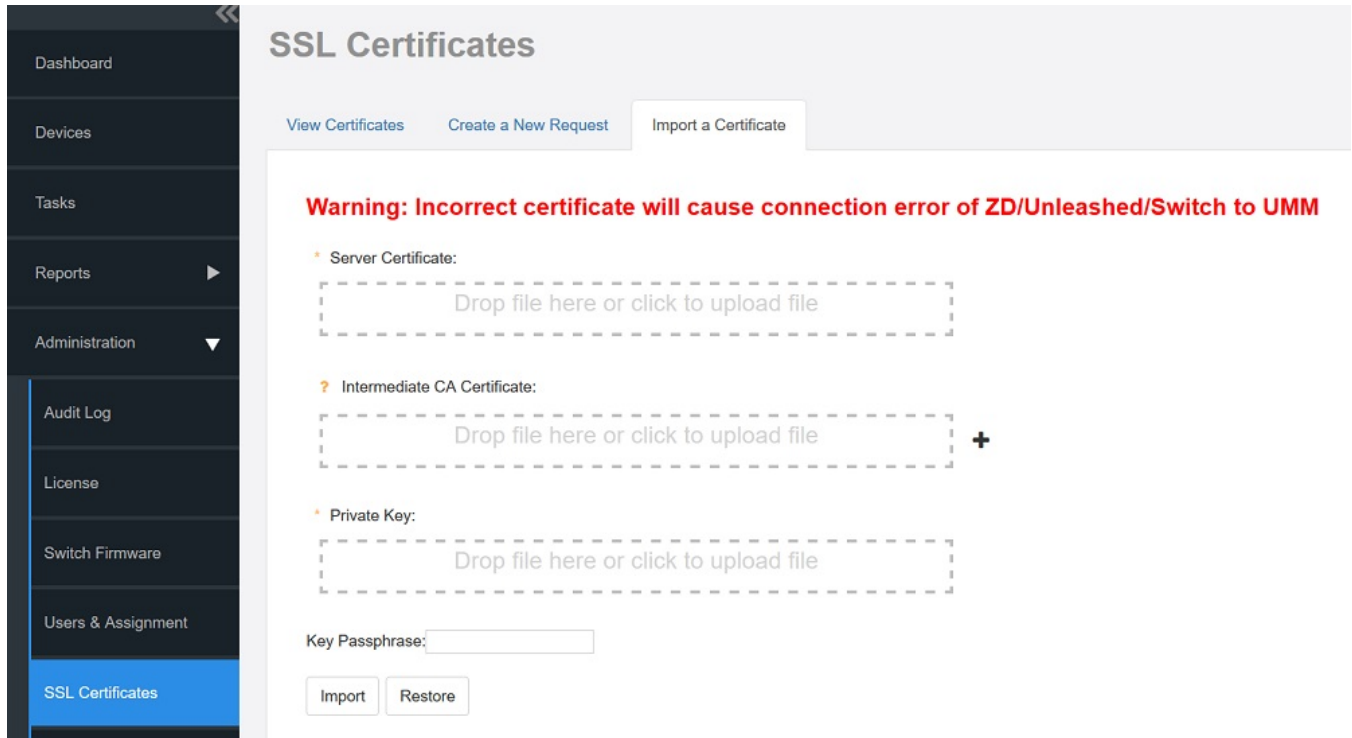 Dashboard
Devices
Tasks
Reports
Administration
Audit Log
License
Switch Firmware
Users & Assignment
SSL Certificates
SSL Certificates
View Certificates Create a New Request Import a Certificate
Warning: Incorrect certificate will cause connection error of ZD/Unleashed/Switch to UMM
* Server Certificate:
Drop file here or click to upload file
? Intermediate CA Certificate:
Drop file here or click to upload file
* Private Key:
Drop file here or click to upload file
Key Passphrase:
Import Restore